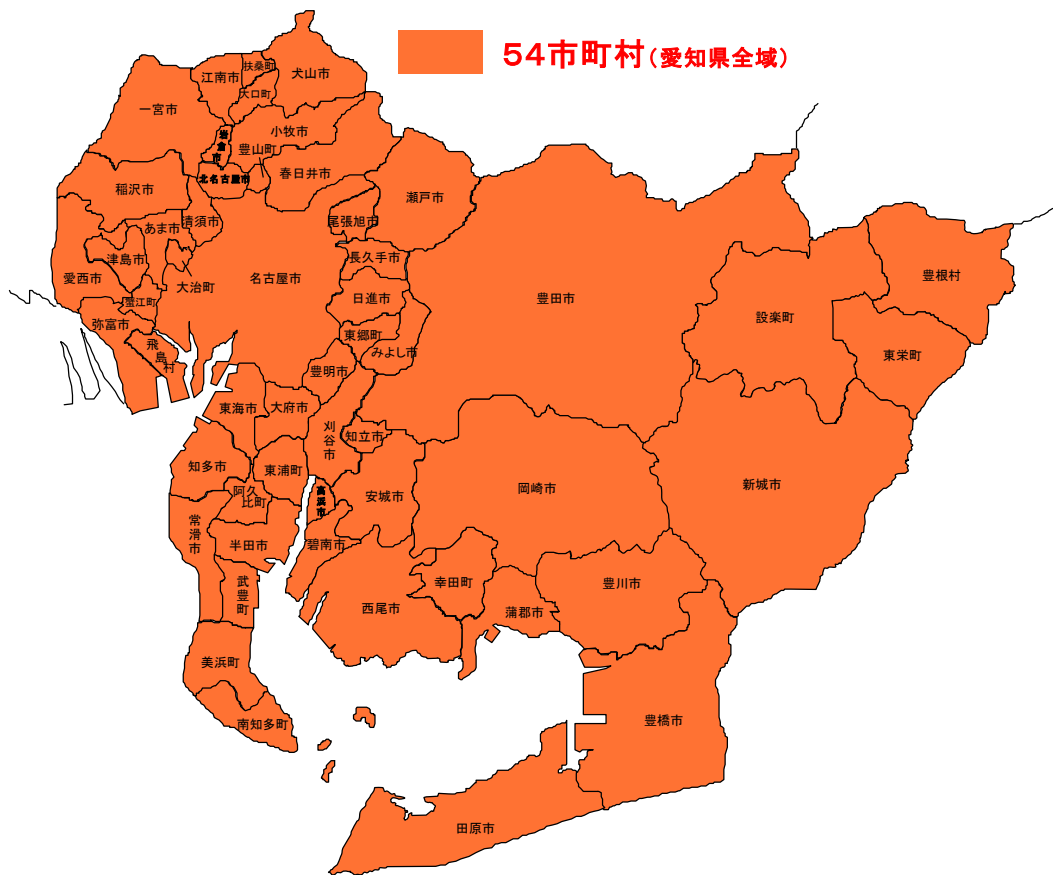 54市町村(愛知県全域)
扶桑町
犬山市
江南市
大口町
一宮市
岩倉市
小牧市
豊山町
春日井市
北名古屋市
稲沢市
瀬戸市
尾張旭市
清須市
あま市
津島市
長久手市
愛西市
大治町
名古屋市
日進市
蟹江町
弥富市
東郷町
飛島村
みよし市
豊明市
豊田市
設楽町
豊根村
東栄町
東海市
大府市
刈谷市
知立市
知多市
東浦町
阿久比町
高浜市
安城市
岡崎市
新城市
常滑市
半田市
碧南市
武豊町
西尾市
幸田町
蒲郡市
豊川市
美浜町
南知多町
豊橋市
田原市